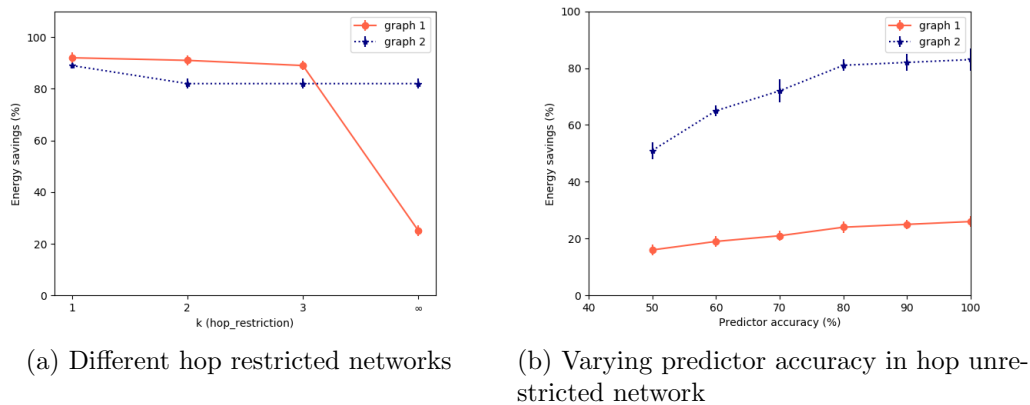 graph 1
graph 2
100
80
60
40
20
0
Energy savings (%)
1
2
3
∞
k (hop_restriction)
(a) Different hop restricted networks
graph 1
graph 2
100
80
60
40
20
0
Energy savings (%)
40
50
60
70
80
90
100
Predictor accuracy (%)
(b) Varying predictor accuracy in hop unre-
stricted network